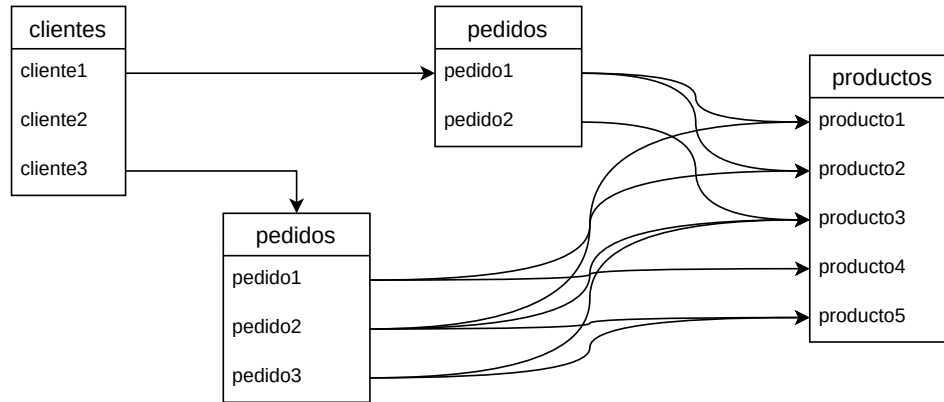 clientes
cliente1
cliente2
cliente3
pedidos
pedido1
pedido2
productos
producto1
producto2
producto3
producto4
producto5
pedidos
pedido1
pedido2
pedido3